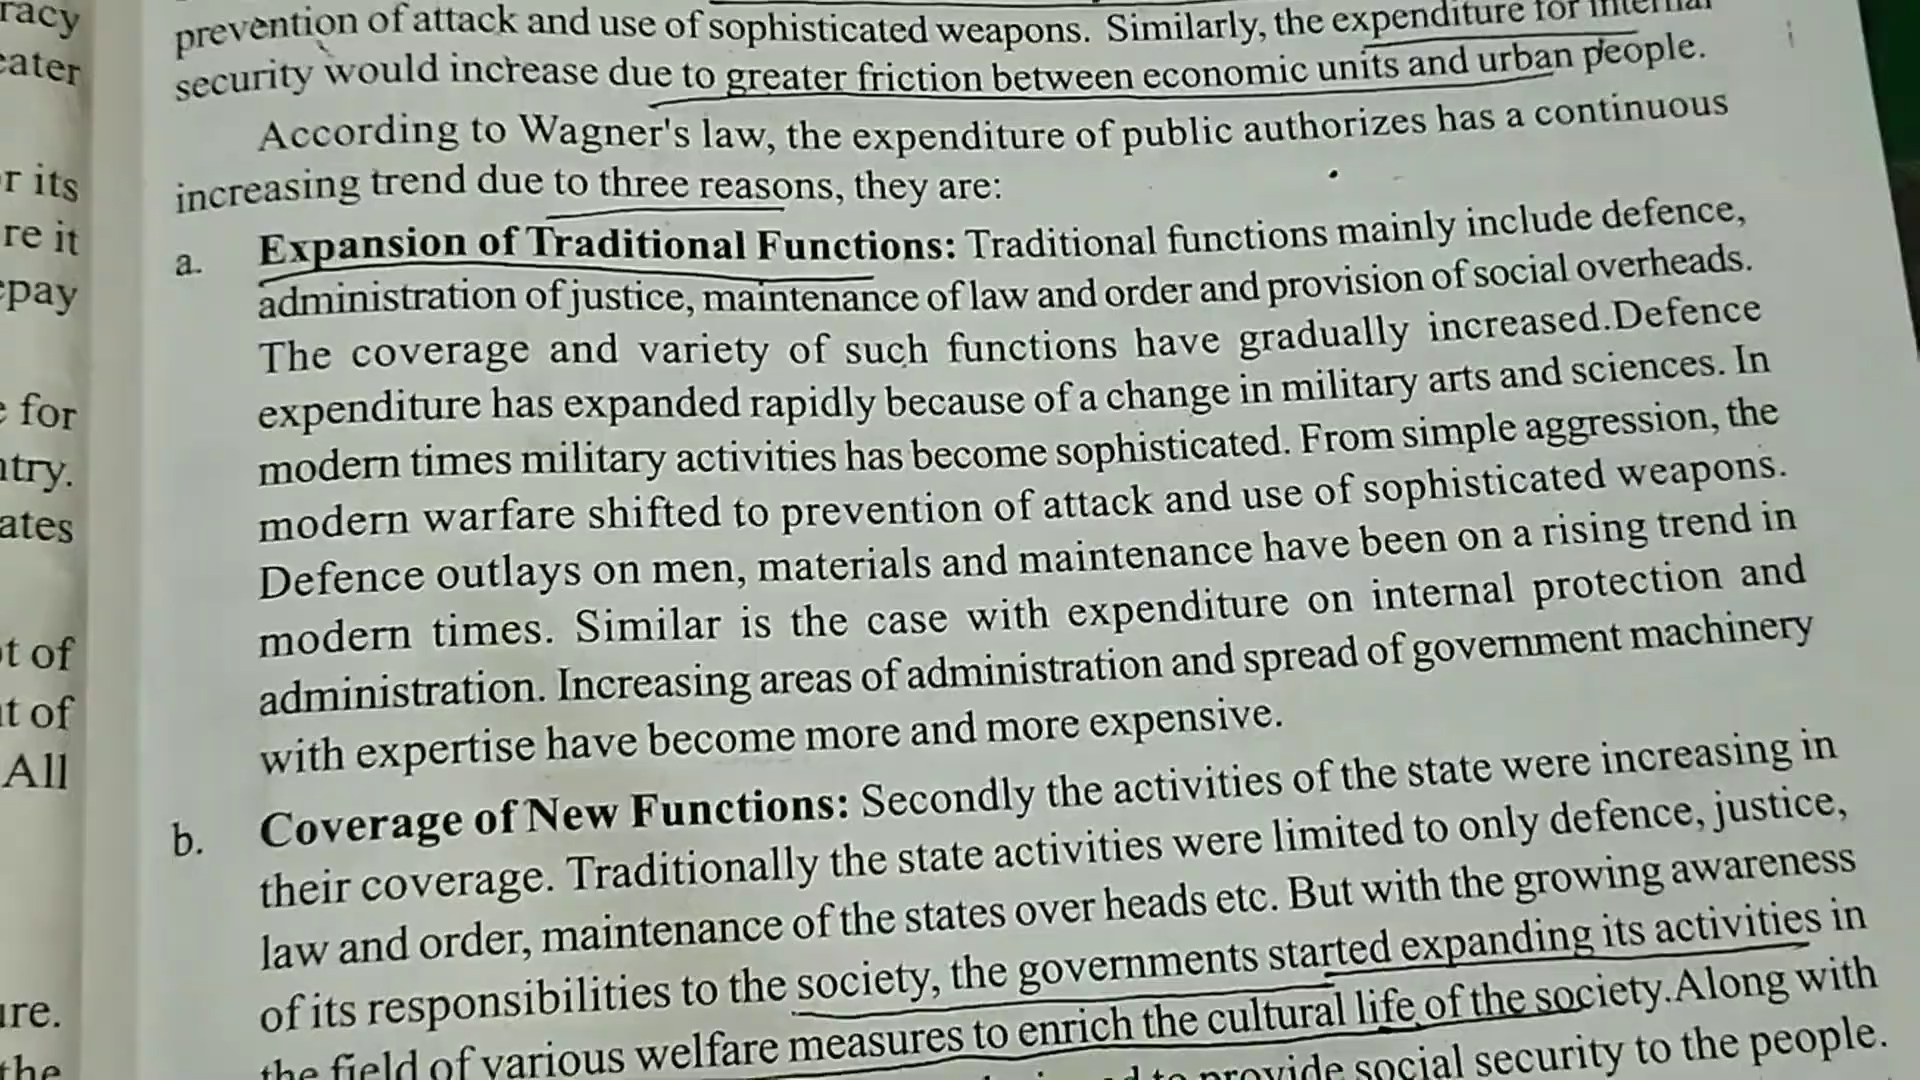 racy
eater
r its
re it
pay
for
ntry.
ates
t of
t of
All
ure.
the
prevention of attack and use of sophisticated weapons. Similarly, the expenditure for internal
security would increase due to greater friction between economic units and urban people.
According to Wagner's law, the expenditure of public authorizes has a continuous
increasing trend due to three reasons, they are:
a. Expansion of Traditional Functions: Traditional functions mainly include defence,
administration of justice, maintenance of law and order and provision of social overheads.
The coverage and variety of such functions have gradually increased.Defence
expenditure has expanded rapidly because of a change in military arts and sciences. In
modern times military activities has become sophisticated. From simple aggression, the
modern warfare shifted to prevention of attack and use of sophisticated weapons.
Defence outlays on men, materials and maintenance have been on a rising trend in
modern times. Similar is the case with expenditure on internal protection and
administration. Increasing areas of administration and spread of government machinery
with expertise have become more and more expensive.
b. Coverage of New Functions: Secondly the activities of the state were increasing in
their coverage. Traditionally the state activities were limited to only defence, justice,
law and order, maintenance of the states over heads etc. But with the growing awareness
of its responsibilities to the society, the governments started expanding its activities in
the field of various welfare measures to enrich the cultural life of the society.Along with
to provide social security to the people.